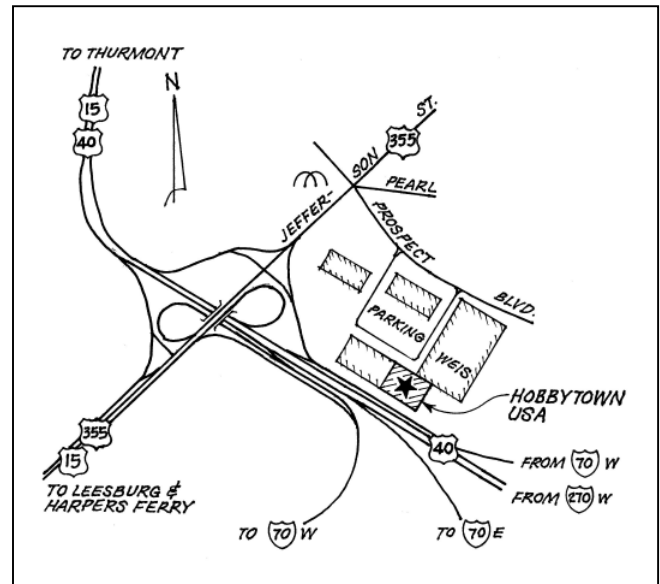 TO THURMONT
15
40
N
ST.
355
JEFFER-
SON
PEARL
PROSPECT
BLVD.
PARKING
WEIS
HOBBYTOWN
USA
40
FROM 70 W
FROM 270 W
355
15
TO LEESBURG &
HARPERS FERRY
TO 70 W
TO 70 E